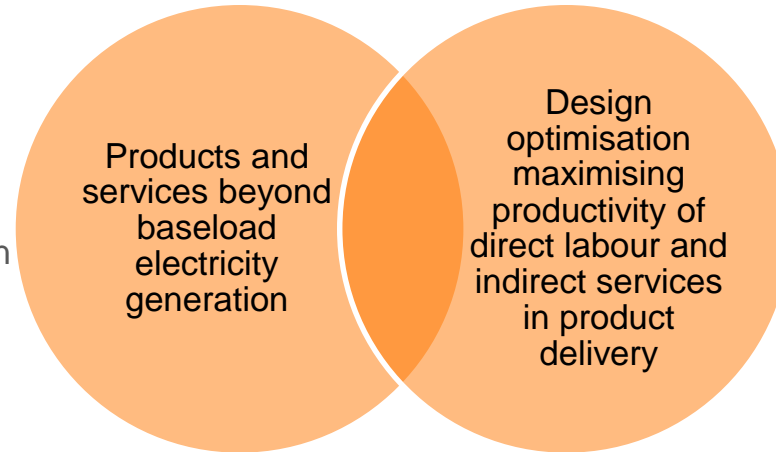 Products and
services beyond
baseload
electricity
generation
Design
optimisation
maximising
productivity of
direct labour and
indirect services
in product
delivery